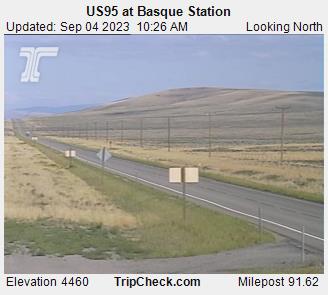 US95 at Basque Station
Updated: Sep 04 2023 10:26 AM Looking North
Elevation 4460 TripCheck.com Milepost 91.62